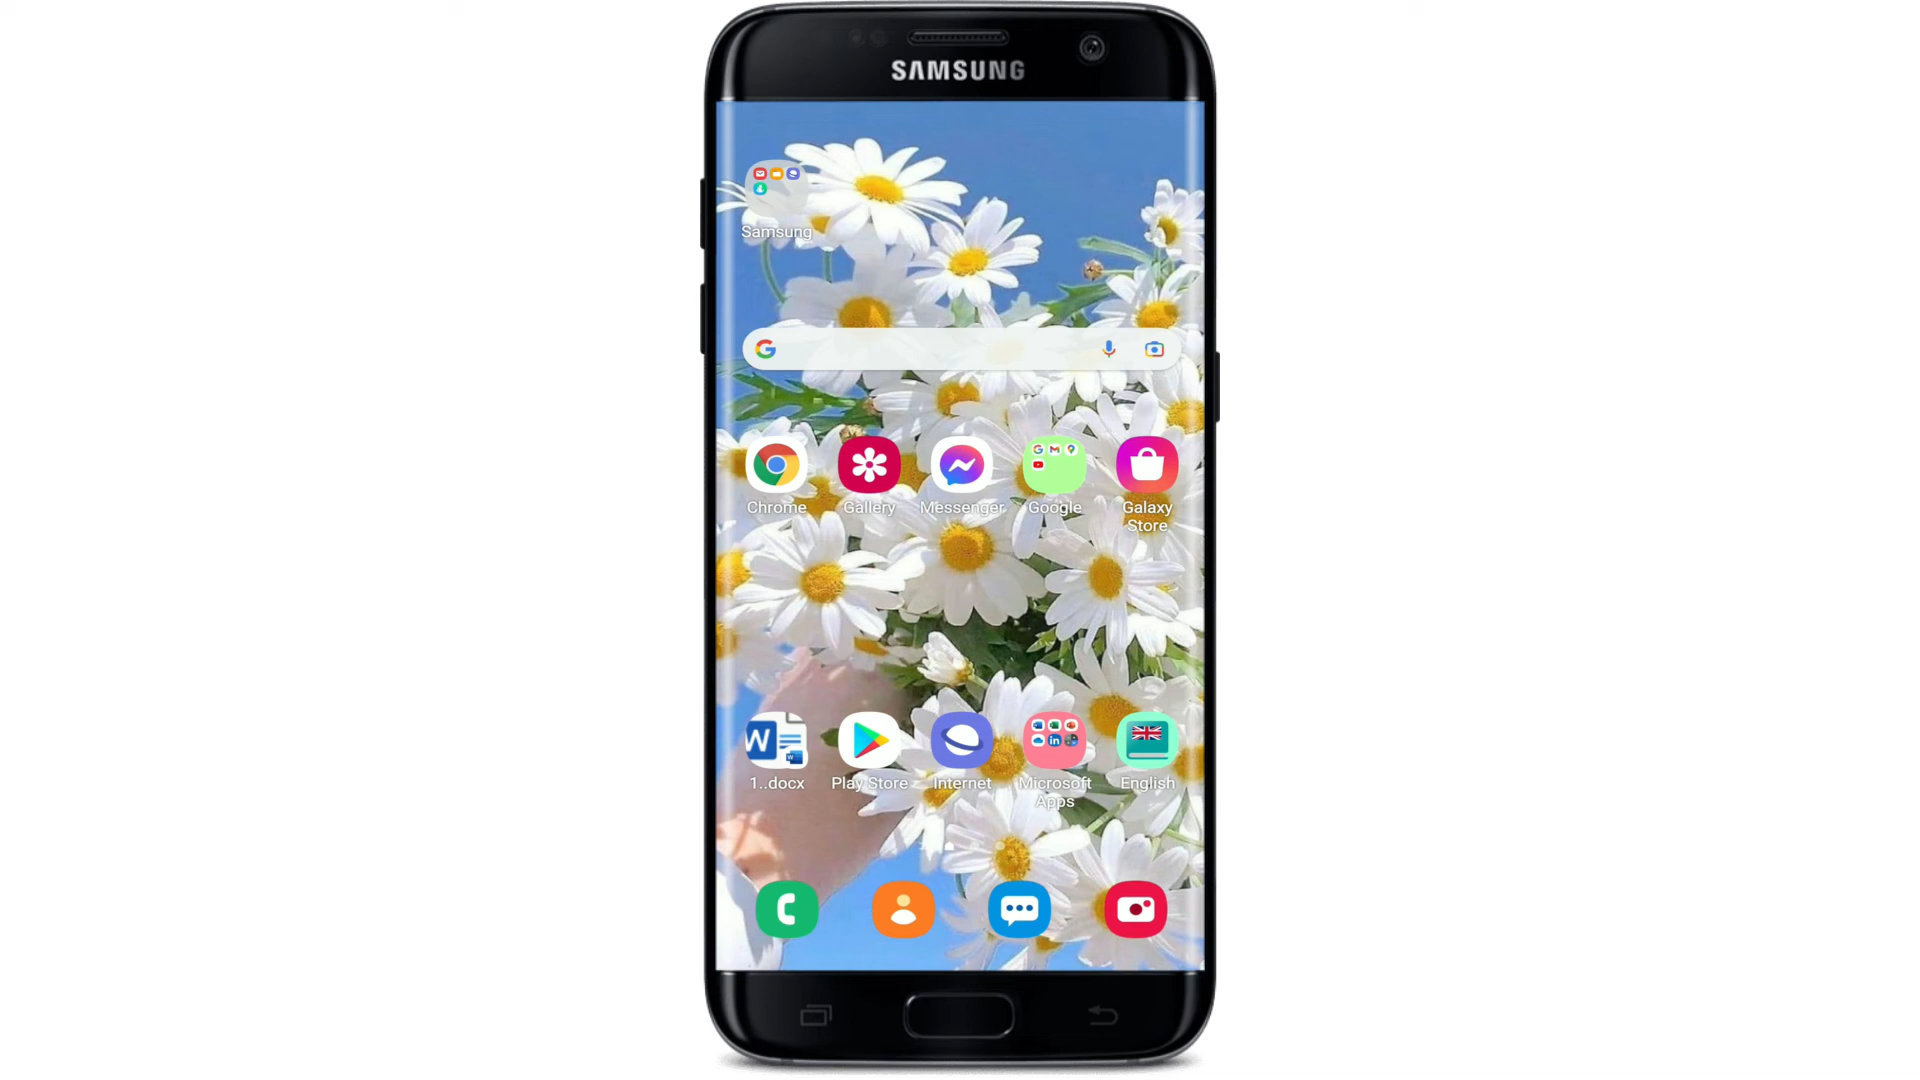 SAMSUNG
Samsung
Chrome
Gallery
Messenger
Google
Galaxy
Store
1..docx
Play Store
Internet
Microsoft
Apps
English